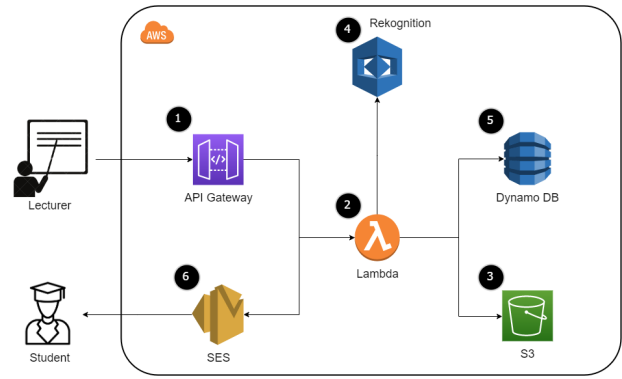 AWS
4
Rekognition
1
5
Lecturer
API Gateway
Dynamo DB
2
Lambda
6
3
Student
SES
S3